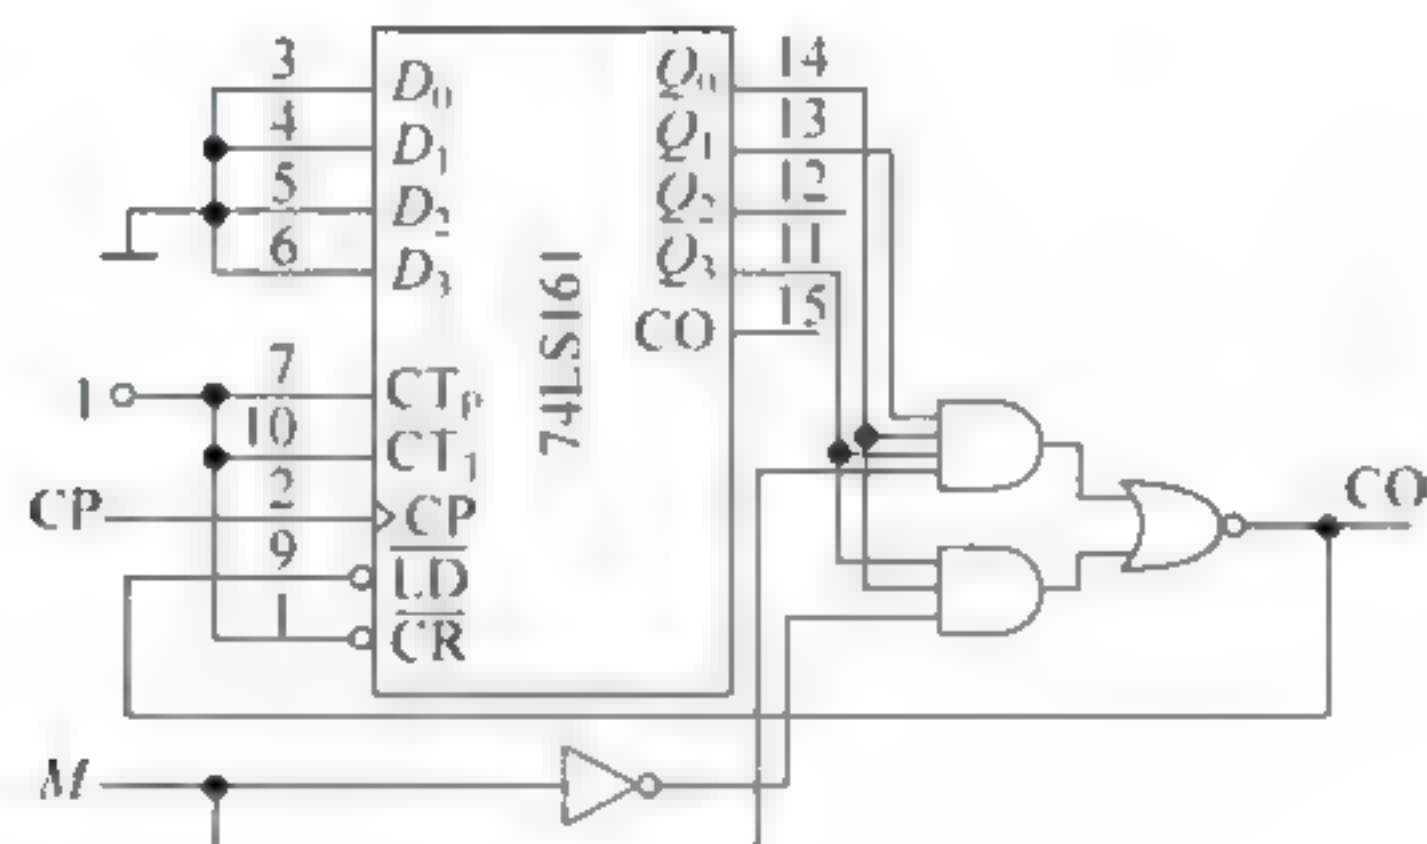 3
D₀
Q₀
14
4
D₁
Q₁
13
5
D₂
Q₂
12
6
D₃
Q₃
11
CO
15
74LS161
1
7
CTₚ
10
CT₁
CP
2
CP
9
LD
1
CR
CO
M